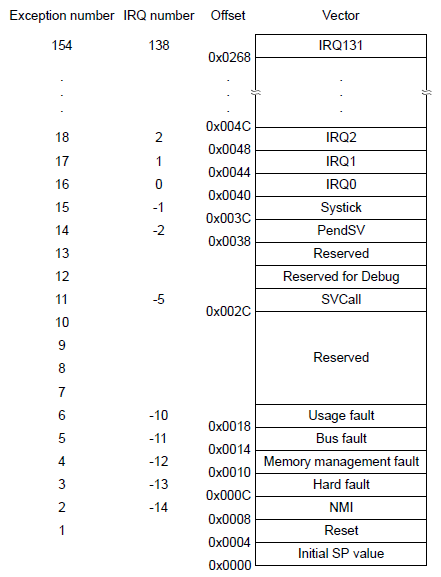 Exception number IRQ number Offset Vector
154 138 IRQ131
0x0268
. . .
. . .
. . .
0x004C
18 2 IRQ2
0x0048
17 1 IRQ1
0x0044
16 0 IRQ0
0x0040
15 -1 Systick
0x003C
14 -2 PendSV
0x0038
13 Reserved
12 Reserved for Debug
11 -5 SVCall
0x002C
10
9
Reserved
8
7
6 -10 Usage fault
0x0018
5 -11 Bus fault
0x0014
4 -12 Memory management fault
0x0010
3 -13 Hard fault
0x000C
2 -14 NMI
0x0008
1 Reset
0x0004
Initial SP value
0x0000